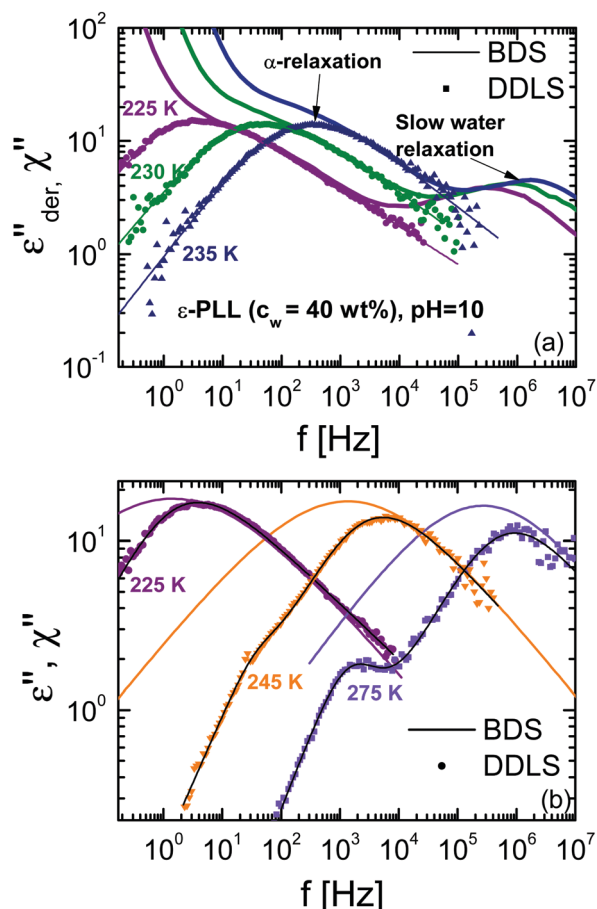 10²
BDS
α-relaxation
DDLS
225 K
Slow water
relaxation
10¹
ε''der, χ''
230 K
10⁰
235 K
ε-PLL (cw = 40 wt%), pH=10
10⁻¹
(a)
10⁰ 10¹ 10² 10³ 10⁴ 10⁵ 10⁶ 10⁷
f [Hz]
10¹
225 K
ε'', χ''
245 K
275 K
10⁰
BDS
DDLS
(b)
10⁰ 10¹ 10² 10³ 10⁴ 10⁵ 10⁶ 10⁷
f [Hz]